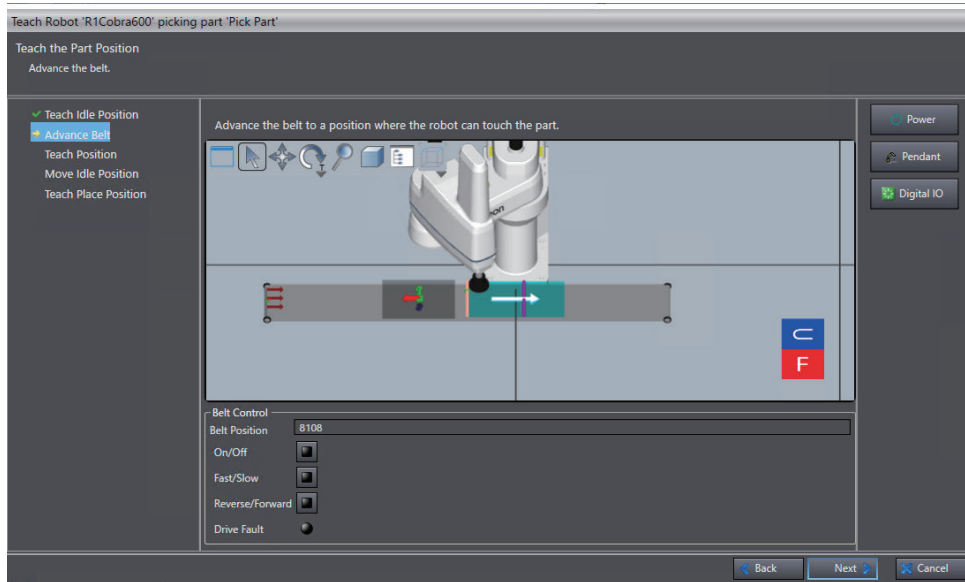 Teach Robot 'R1Cobra600' picking part 'Pick Part'
Teach the Part Position
Advance the belt.
Teach Idle Position
Advance Belt
Teach Position
Move Idle Position
Teach Place Position
Advance the belt to a position where the robot can touch the part.
Power
Pendant
Digital IO
on
F
Belt Control
Belt Position 8108
On/Off
Fast/Slow
Reverse/Forward
Drive Fault
Back Next Cancel